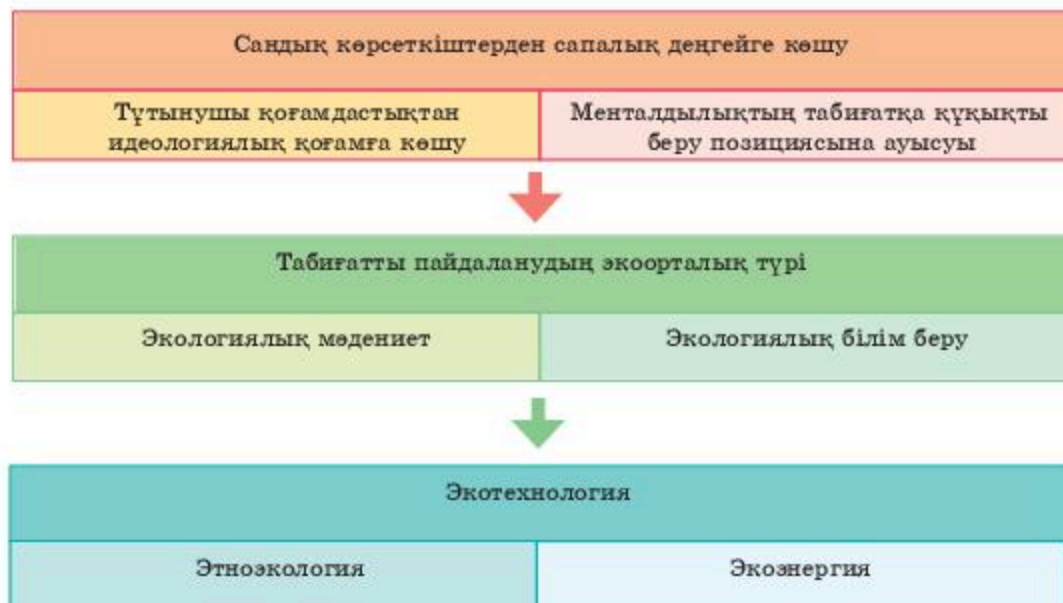 Сандық көрсеткіштерден сапалық деңгейге көшу
Тұтынушы қоғамдастықтан
идеологиялық қоғамға көшу
Менталдылықтың табиғатқа құқықты
беру позициясына ауысуы
Табиғатты пайдаланудың экоорталық түрі
Экологиялық мәдениет
Экологиялық білім беру
Экотехнология
Этноэкология
Экоэнергия